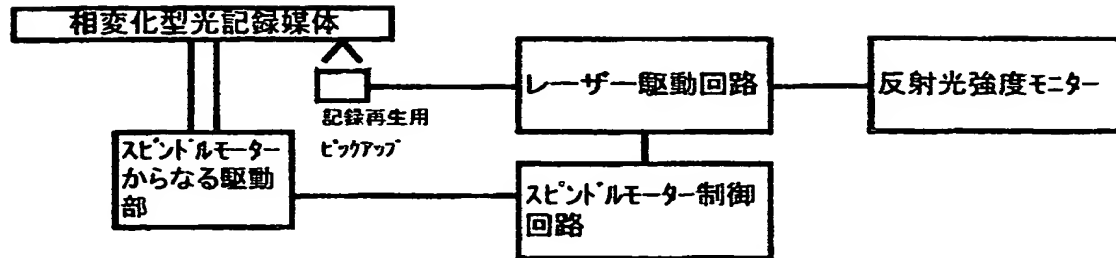 相変化型光記録媒体
レーザー駆動回路
反射光強度モニター
記録再生用
ピックアップ
スピンドルモーター
からなる駆動
部
スピンドルモーター制御
回路